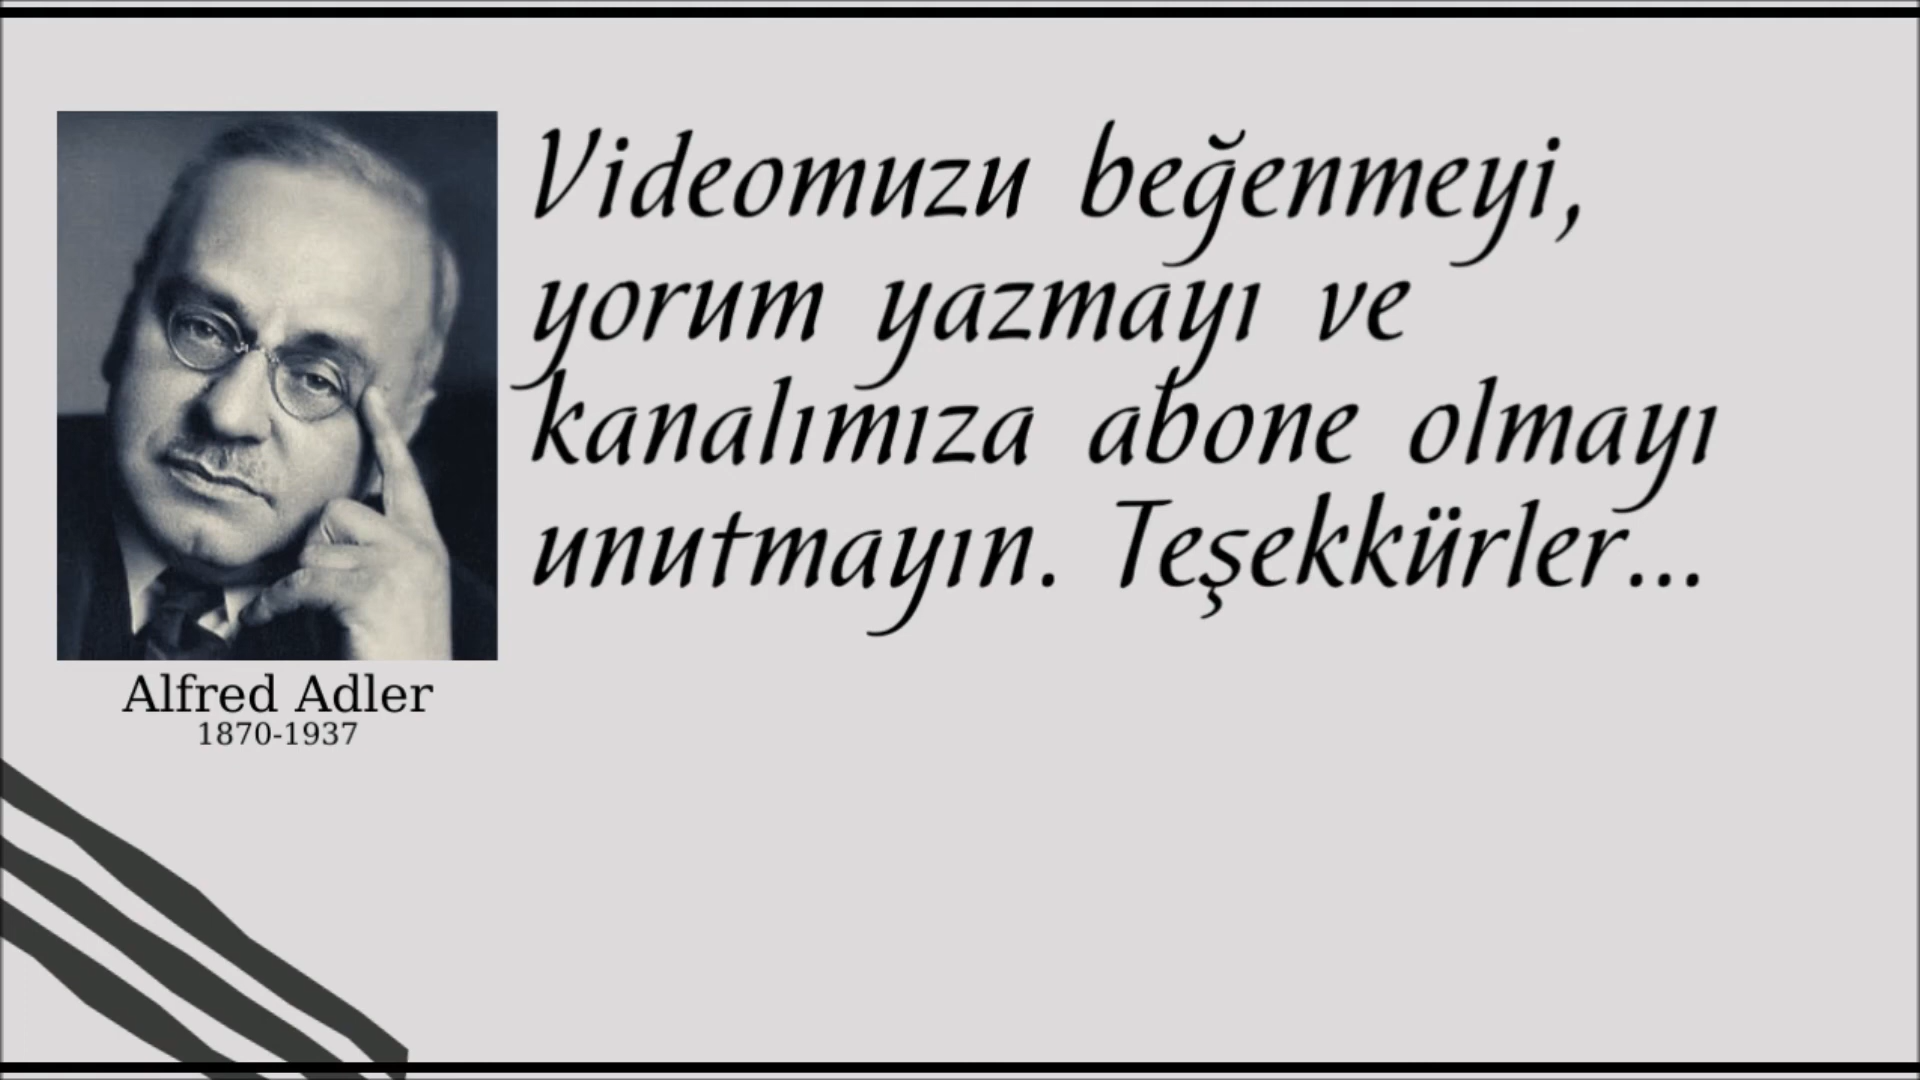 Videomuzu beğenmeyi,
yorum yazmayı ve
kanalımıza abone olmayı
unutmayın. Teşekkürler...
Alfred Adler
1870-1937